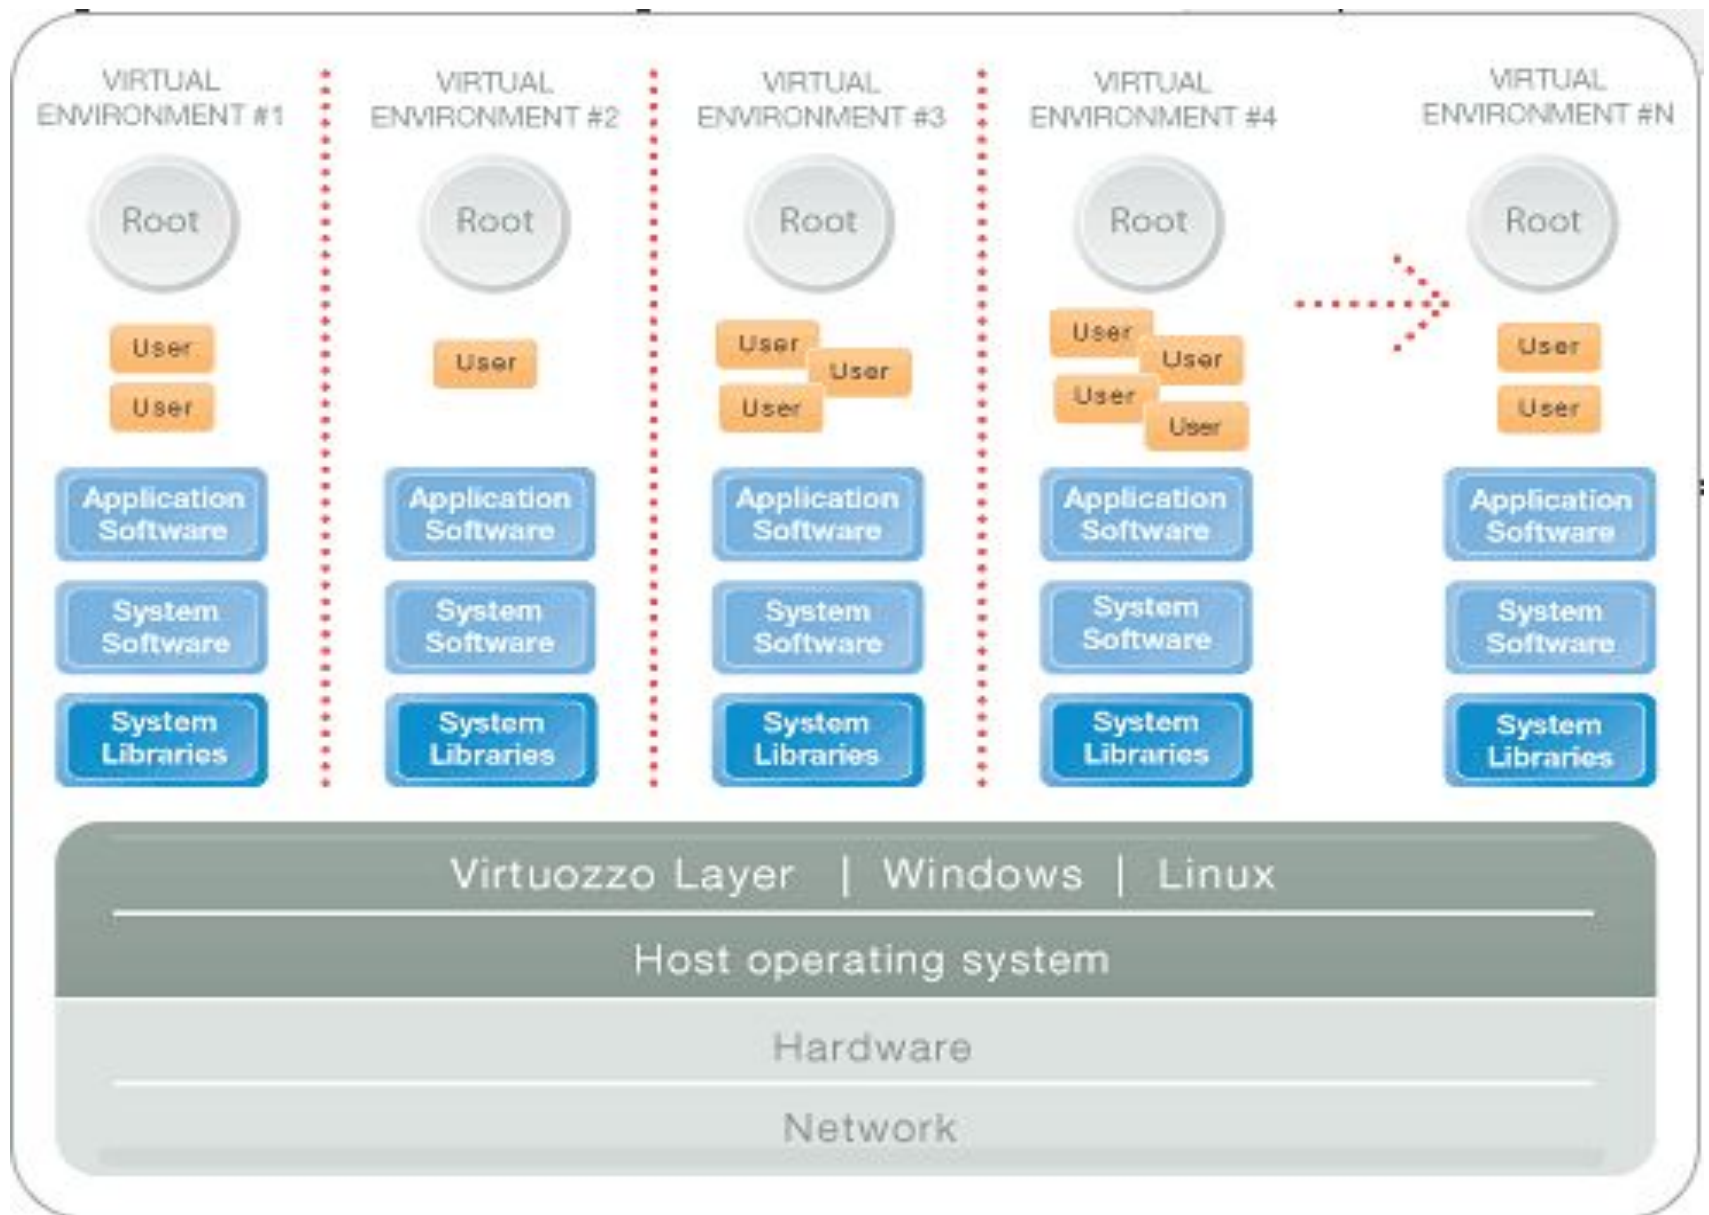 VIRTUAL
ENVIRONMENT #1
Root
User
User
Application
Software
System
Software
System
Libraries
VIRTUAL
ENVIRONMENT #2
Root
User
Application
Software
System
Software
System
Libraries
VIRTUAL
ENVIRONMENT #3
Root
User
User
User
Application
Software
System
Software
System
Libraries
VIRTUAL
ENVIRONMENT #4
Root
User
User
User
User
Application
Software
System
Software
System
Libraries
VIRTUAL
ENVIRONMENT #N
Root
User
User
Application
Software
System
Software
System
Libraries
Virtuozzo Layer | Windows | Linux
Host operating system
Hardware
Network